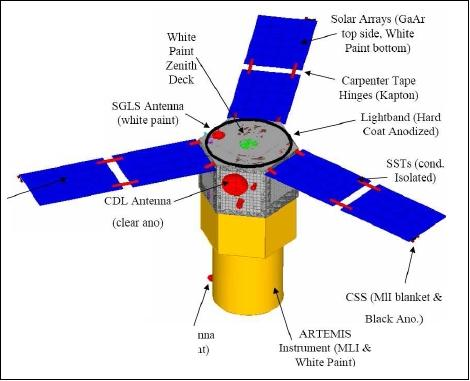 Solar Arrays (GaAr
top side, White
Paint bottom)
White
Paint
Zenith
Deck
Carpenter Tape
Hinges (Kapton)
SGLS Antenna
(white paint)
Lightband (Hard
Coat Anodized)
SSTs (cond.
Isolated)
CDL Antenna
(clear ano)
CSS (MII blanket &
Black Ano.)
ARTEMIS
Instrument (MLI &
White Paint)